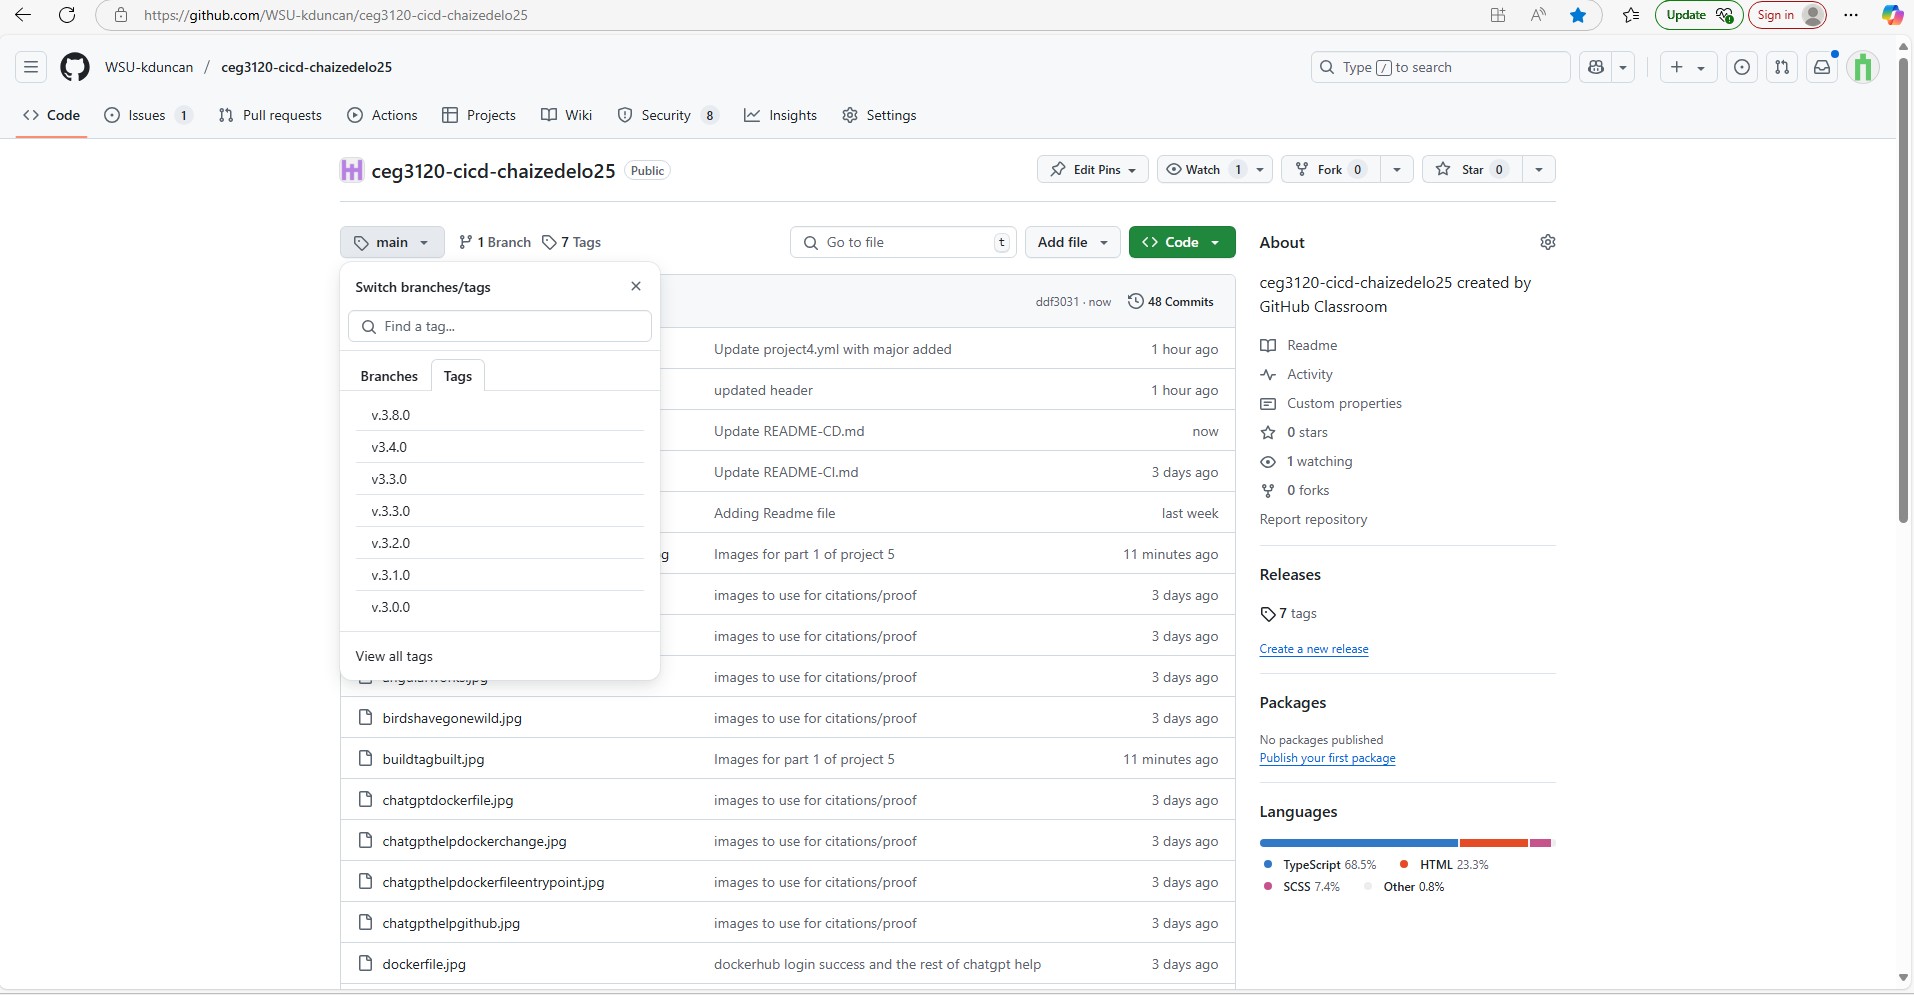 https://github.com/WSU-kduncan/ceg3120-cicd-chaizedelo25
Update
Sign in
WSU-kduncan / ceg3120-cicd-chaizedelo25
Type / to search
Code
Issues 1
Pull requests
Actions
Projects
Wiki
Security 8
Insights
Settings
ceg3120-cicd-chaizedelo25 Public
Edit Pins
Watch 1
Fork 0
Star 0
main
1 Branch
7 Tags
Go to file t
Add file
Code
Switch branches/tags
Find a tag...
Branches
Tags
v.3.8.0
v3.4.0
v3.3.0
v.3.3.0
v.3.2.0
v.3.1.0
v.3.0.0
View all tags
ddf3031 · now
48 Commits
Update project4.yml with major added 1 hour ago
updated header 1 hour ago
Update README-CD.md now
Update README-CI.md 3 days ago
Adding Readme file last week
g Images for part 1 of project 5 11 minutes ago
images to use for citations/proof 3 days ago
images to use for citations/proof 3 days ago
images to use for citations/proof 3 days ago
birdshavegonewild.jpg images to use for citations/proof 3 days ago
buildtagbuilt.jpg Images for part 1 of project 5 11 minutes ago
chatgptdockerfile.jpg images to use for citations/proof 3 days ago
chatgpthelpdockerchange.jpg images to use for citations/proof 3 days ago
chatgpthelpdockerfileentrypoint.jpg images to use for citations/proof 3 days ago
chatgpthelpgithub.jpg images to use for citations/proof 3 days ago
dockerfile.jpg dockerhub login success and the rest of chatgpt help 3 days ago
About
ceg3120-cicd-chaizedelo25 created by
GitHub Classroom
Readme
Activity
Custom properties
0 stars
1 watching
0 forks
Report repository
Releases
7 tags
Create a new release
Packages
No packages published
Publish your first package
Languages
TypeScript 68.5% HTML 23.3%
SCSS 7.4% Other 0.8%